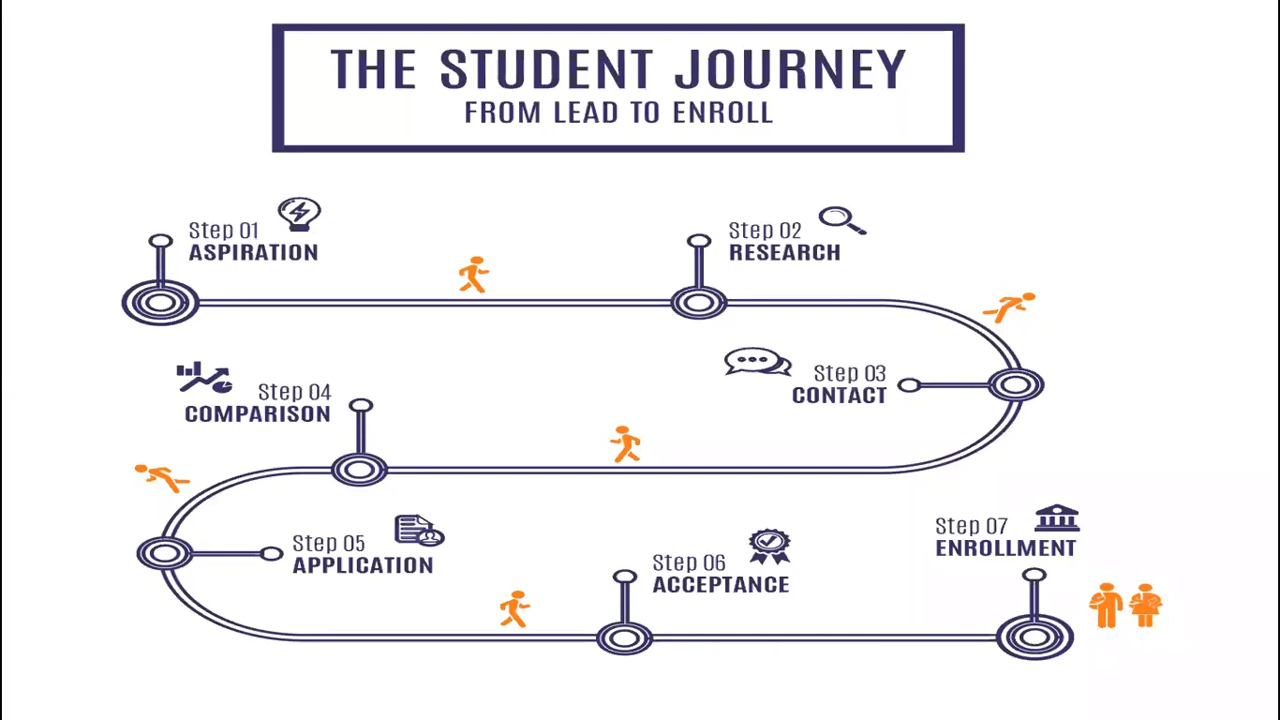 THE STUDENT JOURNEY
FROM LEAD TO ENROLL
Step 01
ASPIRATION
Step 02
RESEARCH
Step 03
CONTACT
Step 04
COMPARISON
Step 05
APPLICATION
Step 06
ACCEPTANCE
Step 07
ENROLLMENT